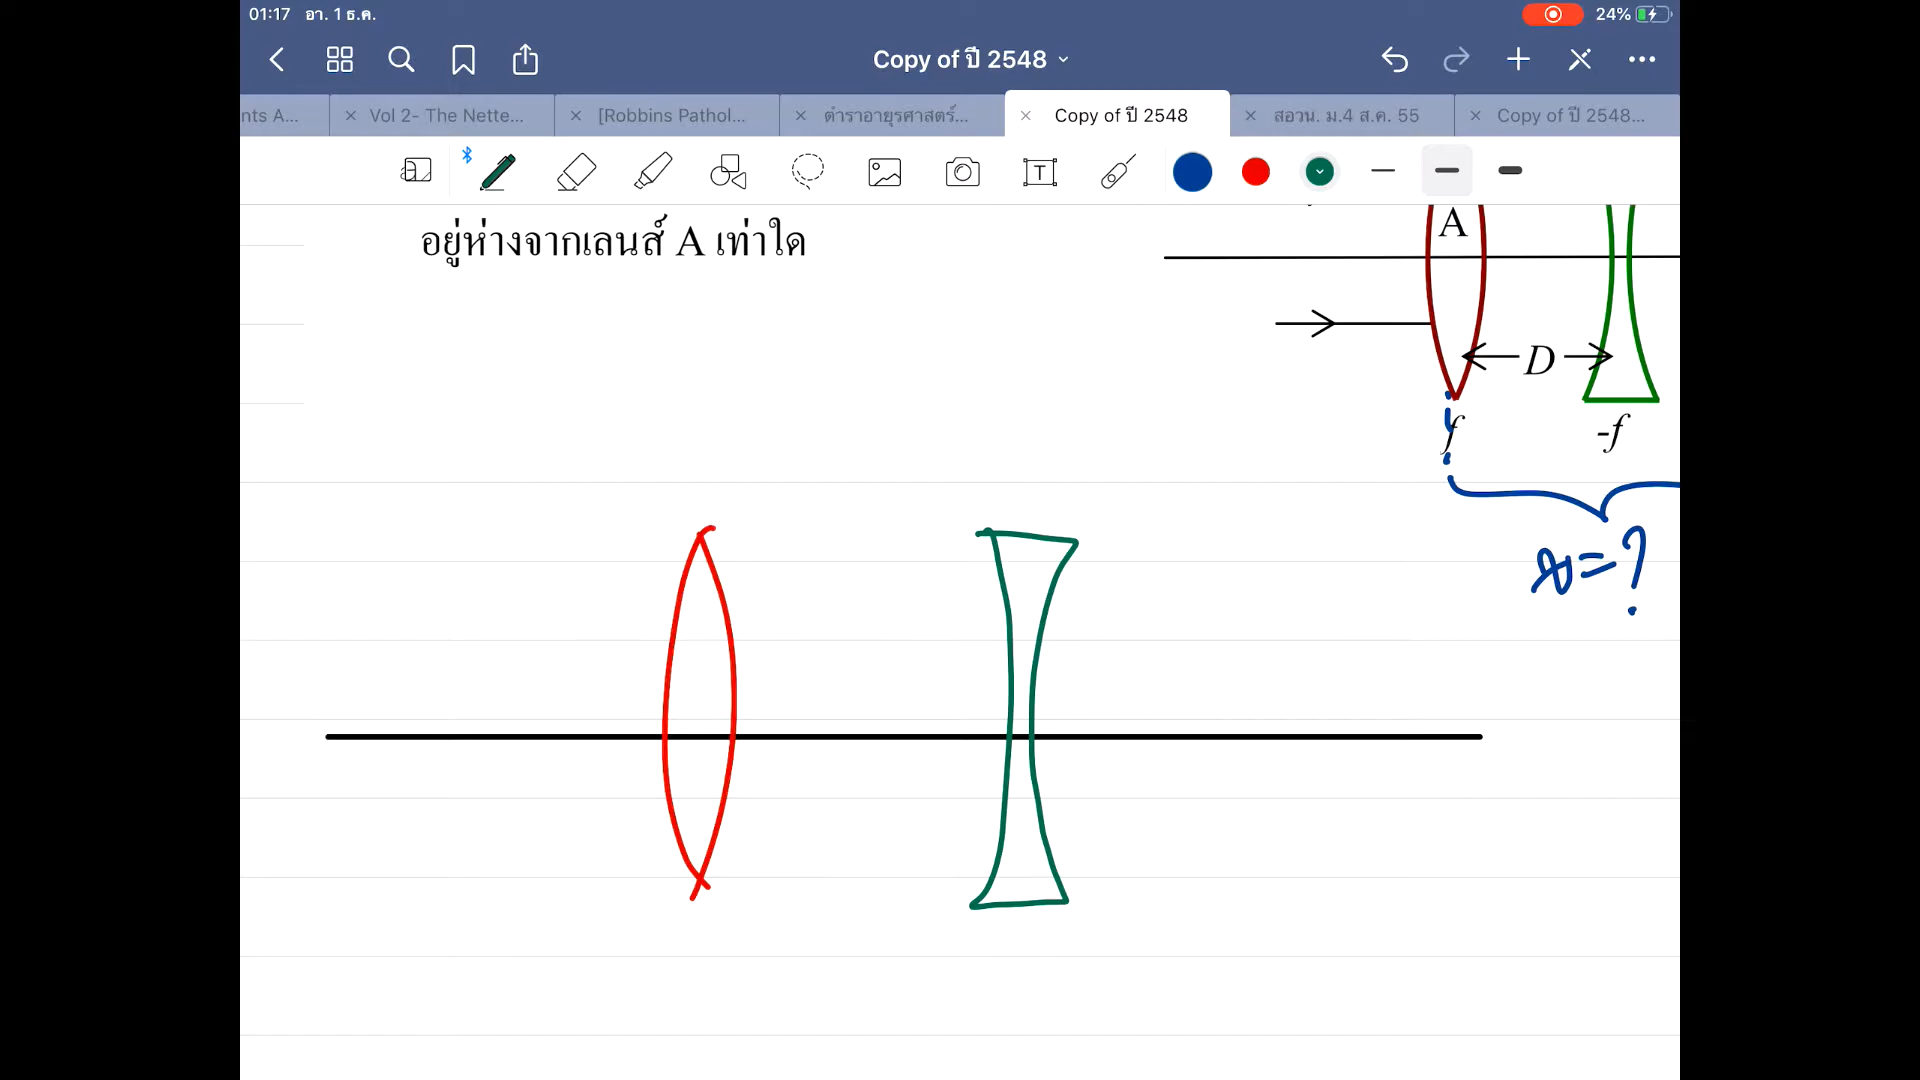 01:17 อา. 1 ธ.ค.
24%
Copy of ปี 2548
nts A...
Vol 2- The Nette...
[Robbins Pathol...
ตำราอายุรศาสตร์...
Copy of ปี 2548
สอวน. ม.4 ส.ค. 55
Copy of ปี 2548...
T
อยู่ห่างจากเลนส์ A เท่าใด
A
D
f
-f
x=?